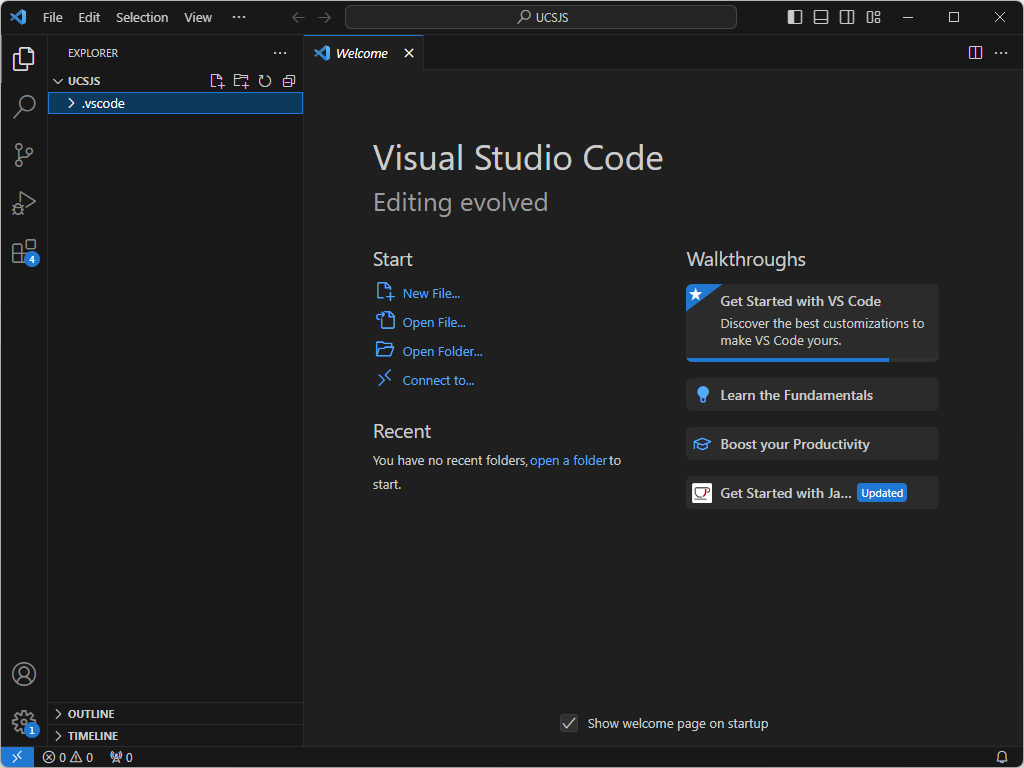 File Edit Selection View ···
UCSJS
EXPLORER
Welcome
UCSJS
.vscode
Visual Studio Code
Editing evolved
4
Start
New File...
Open File...
Open Folder...
Connect to...
Recent
You have no recent folders, open a folder to
start.
Walkthroughs
Get Started with VS Code
Discover the best customizations to
make VS Code yours.
Learn the Fundamentals
Boost your Productivity
Get Started with Ja... Updated
OUTLINE
1
TIMELINE
Show welcome page on startup
0 0 0